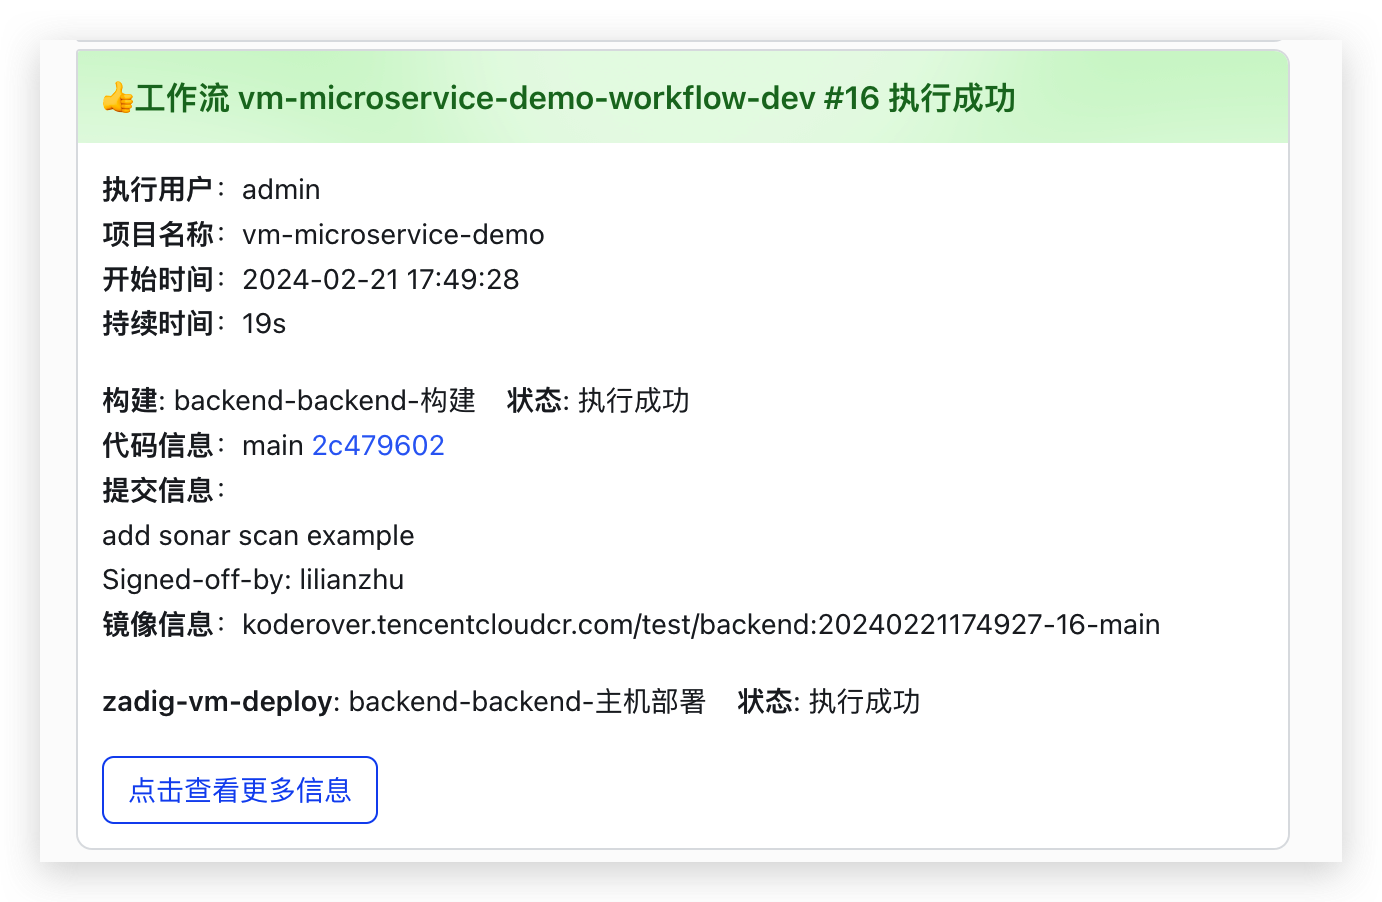 👍工作流 vm-microservice-demo-workflow-dev #16 执行成功
执行用户：admin
项目名称：vm-microservice-demo
开始时间：2024-02-21 17:49:28
持续时间：19s
构建: backend-backend-构建 状态: 执行成功
代码信息：main 2c479602
提交信息：
add sonar scan example
Signed-off-by: lilianzhu
镜像信息：koderover.tencentcloudcr.com/test/backend:20240221174927-16-main
zadig-vm-deploy: backend-backend-主机部署 状态: 执行成功
点击查看更多信息